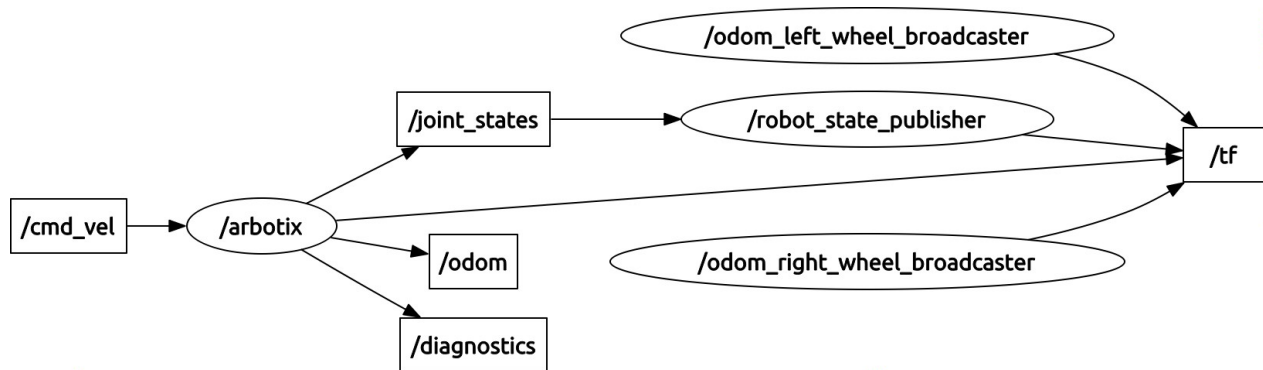 /odom_left_wheel_broadcaster
/joint_states
/robot_state_publisher
/tf
/cmd_vel
/arbotix
/odom
/odom_right_wheel_broadcaster
/diagnostics